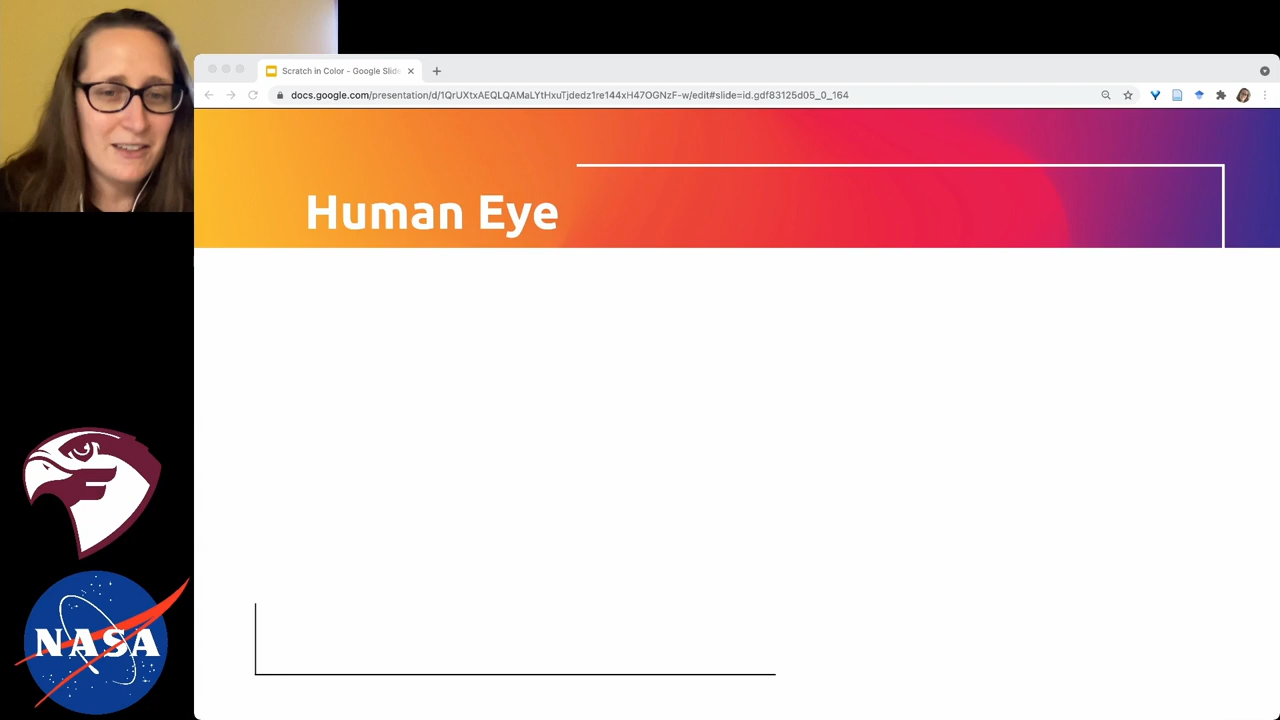 Scratch in Color - Google Slide
docs.google.com/presentation/d/1QrUXtxAEQLQAMaLYtHxuTjdedz1re144xH47OGNzF-w/edit#slide=id.gdf83125d05_0_164
Human Eye
NASA